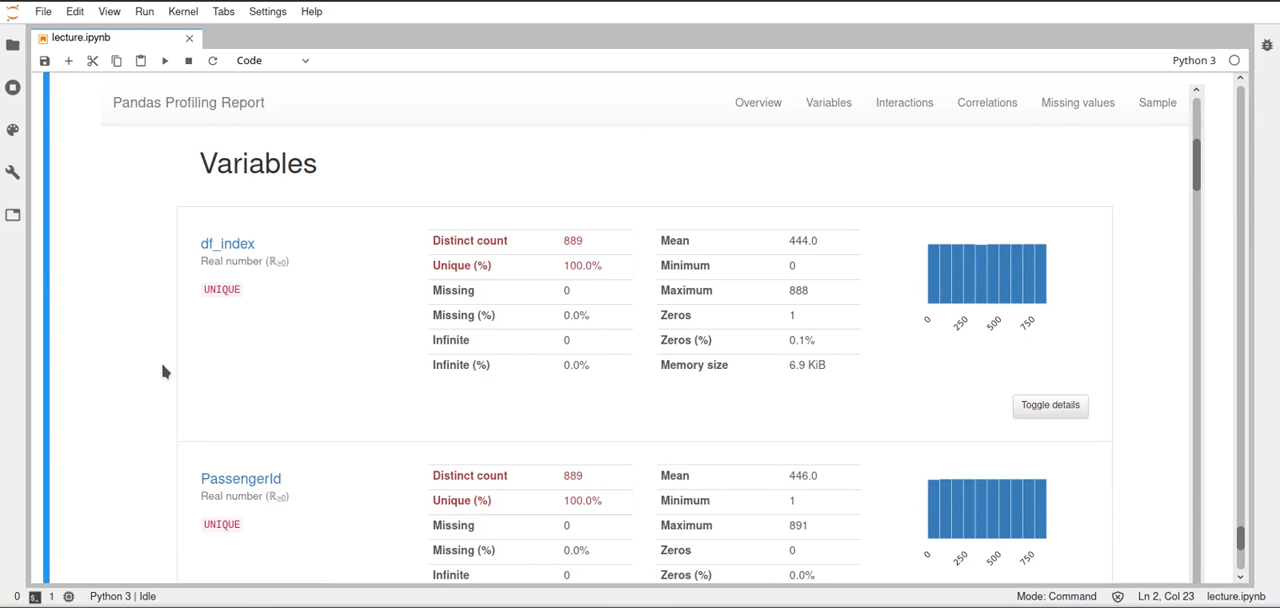 File Edit View Run Kernel Tabs Settings Help
lecture.ipynb
Code
Python 3
Pandas Profiling Report
Overview Variables Interactions Correlations Missing values Sample
Variables
df_index
Real number (ℝ≥0)
UNIQUE
Distinct count 889
Unique (%) 100.0%
Missing 0
Missing (%) 0.0%
Infinite 0
Infinite (%) 0.0%
Mean 444.0
Minimum 0
Maximum 888
Zeros 1
Zeros (%) 0.1%
Memory size 6.9 KiB
0 250 500 750
Toggle details
PassengerId
Real number (ℝ≥0)
UNIQUE
Distinct count 889
Unique (%) 100.0%
Missing 0
Missing (%) 0.0%
Infinite 0
Mean 446.0
Minimum 1
Maximum 891
Zeros 0
Zeros (%) 0.0%
0 250 500 750
0 1 Python 3 | Idle
Mode: Command Ln 2, Col 23 lecture.ipynb